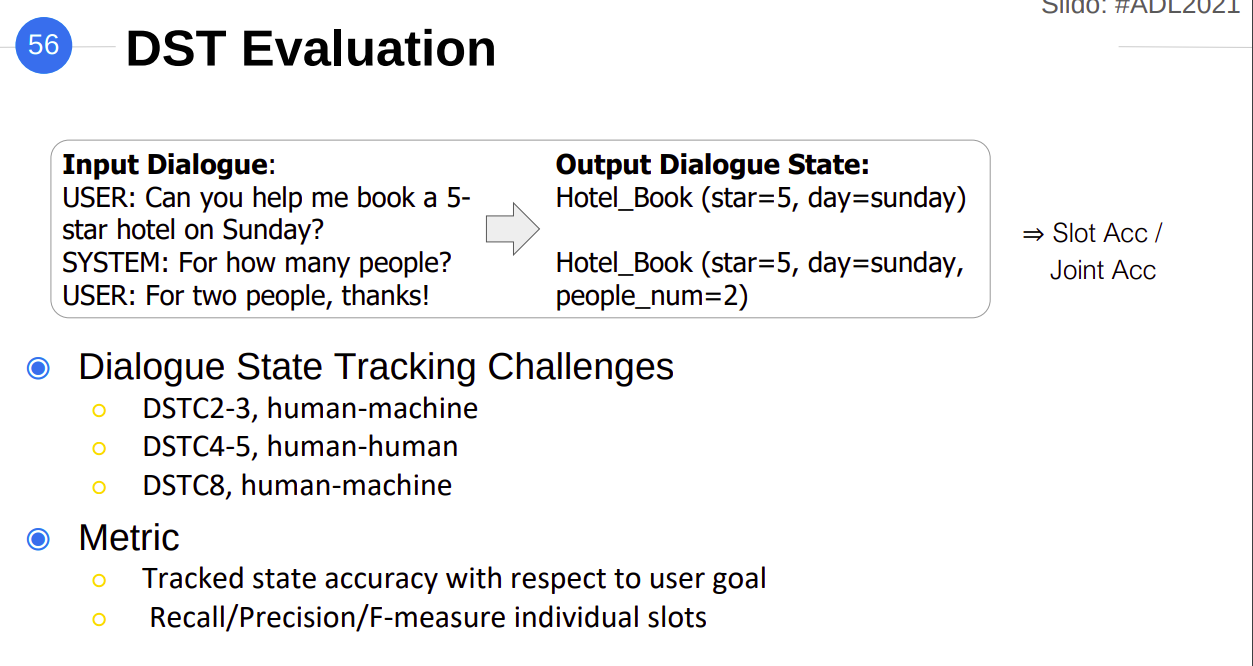 Slido: #ADL2021
56
DST Evaluation
Input Dialogue:
USER: Can you help me book a 5-
star hotel on Sunday?
SYSTEM: For how many people?
USER: For two people, thanks!
Output Dialogue State:
Hotel_Book (star=5, day=sunday)
Hotel_Book (star=5, day=sunday,
people_num=2)
⇒ Slot Acc /
Joint Acc
Dialogue State Tracking Challenges
DSTC2-3, human-machine
DSTC4-5, human-human
DSTC8, human-machine
Metric
Tracked state accuracy with respect to user goal
Recall/Precision/F-measure individual slots